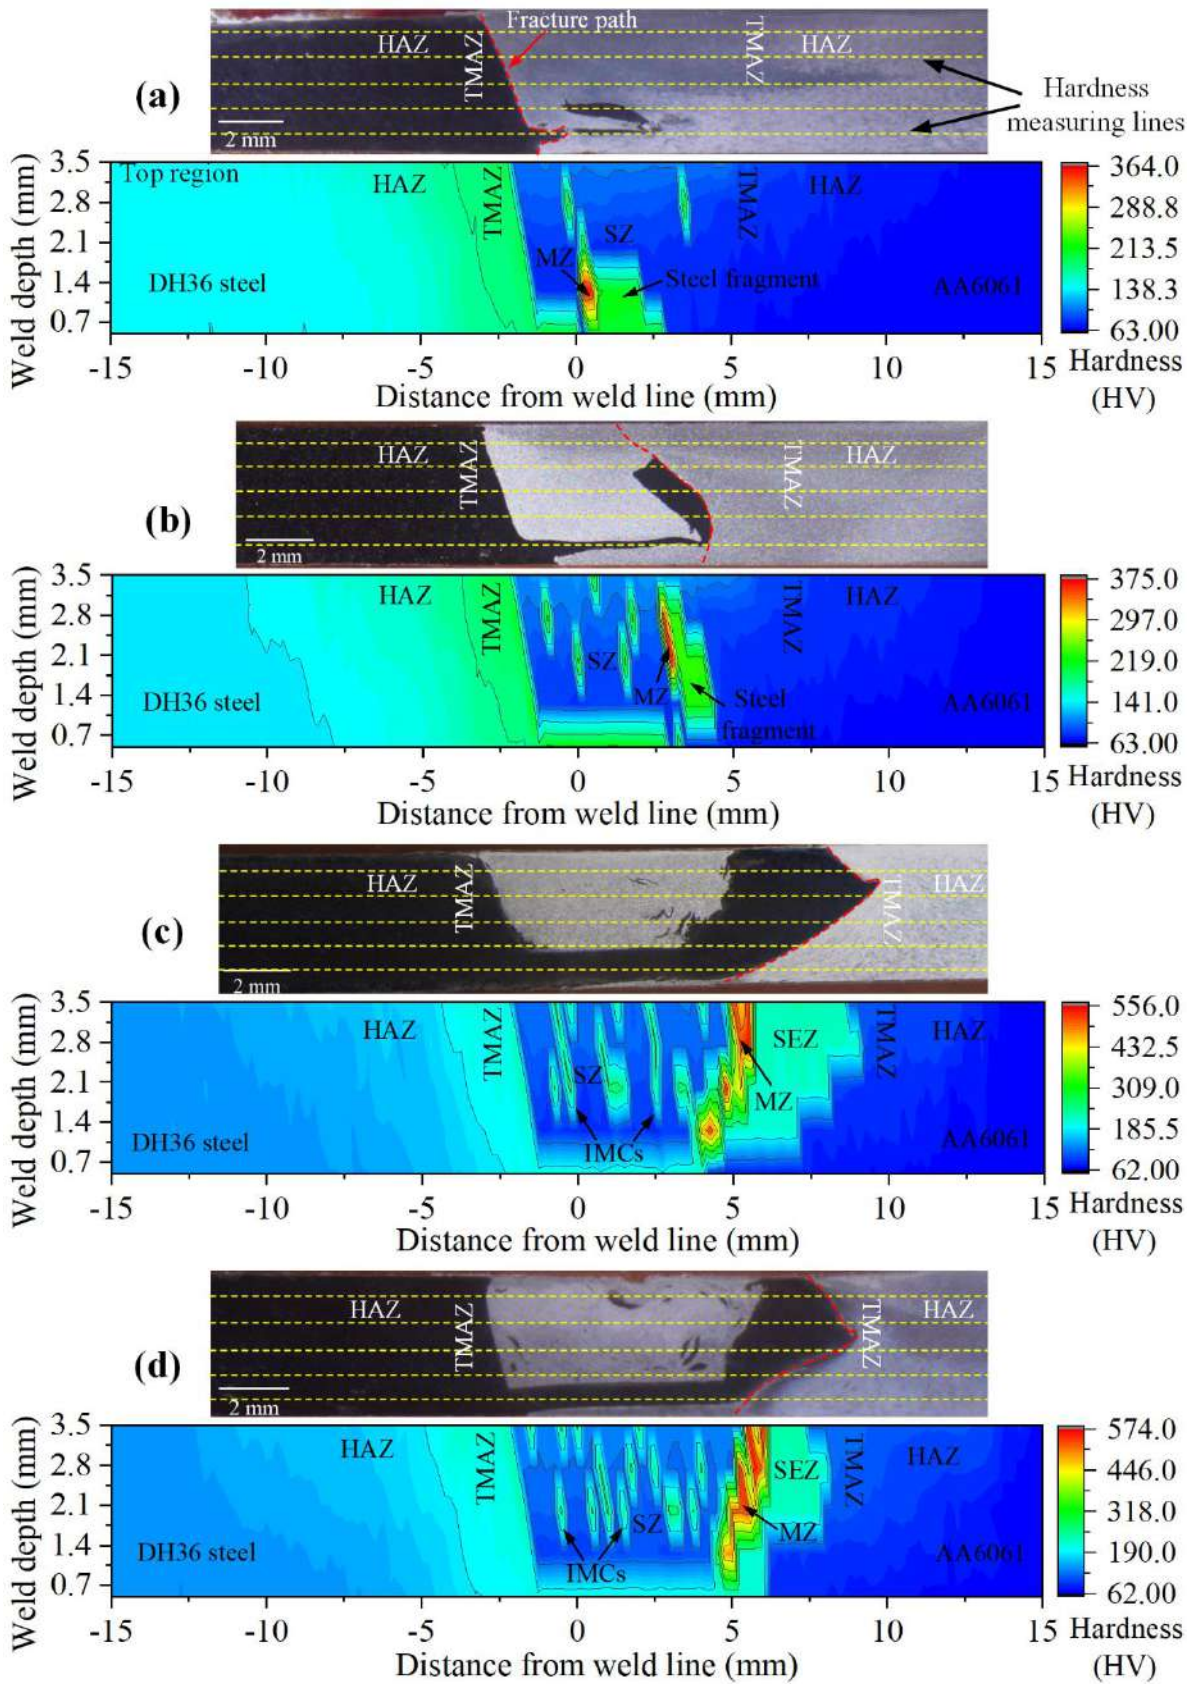 Fracture path
HAZ
TMAZ
TMAZ
HAZ
(a)
Hardness
measuring lines
2 mm
3.5
2.8
2.1
1.4
0.7
Weld depth (mm)
Top region
HAZ
TMAZ
SZ
TMAZ
HAZ
MZ
Steel fragment
DH36 steel
AA6061
364.0
288.8
213.5
138.3
63.00
-15
-10
-5
0
5
10
15
Hardness
(HV)
Distance from weld line (mm)
HAZ
TMAZ
TMAZ
HAZ
(b)
2 mm
3.5
2.8
2.1
1.4
0.7
Weld depth (mm)
HAZ
TMAZ
TMAZ
HAZ
SZ
MZ
Steel
fragment
DH36 steel
AA6061
375.0
297.0
219.0
141.0
63.00
-15
-10
-5
0
5
10
15
Hardness
(HV)
Distance from weld line (mm)
HAZ
TMAZ
TMAZ
HAZ
(c)
2 mm
3.5
2.8
2.1
1.4
0.7
Weld depth (mm)
HAZ
TMAZ
SEZ
TMAZ
HAZ
SZ
MZ
IMCs
DH36 steel
AA6061
556.0
432.5
309.0
185.5
62.00
-15
-10
-5
0
5
10
15
Hardness
(HV)
Distance from weld line (mm)
HAZ
TMAZ
TMAZ
HAZ
(d)
2 mm
3.5
2.8
2.1
1.4
0.7
Weld depth (mm)
HAZ
TMAZ
SEZ
TMAZ
HAZ
SZ
MZ
IMCs
DH36 steel
AA6061
574.0
446.0
318.0
190.0
62.00
-15
-10
-5
0
5
10
15
Hardness
(HV)
Distance from weld line (mm)